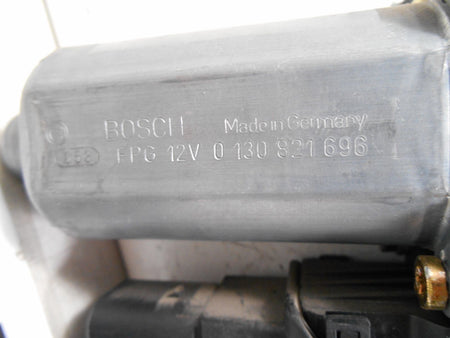 BOSCH Made in Germany
FPG 12V 0 130 821 696